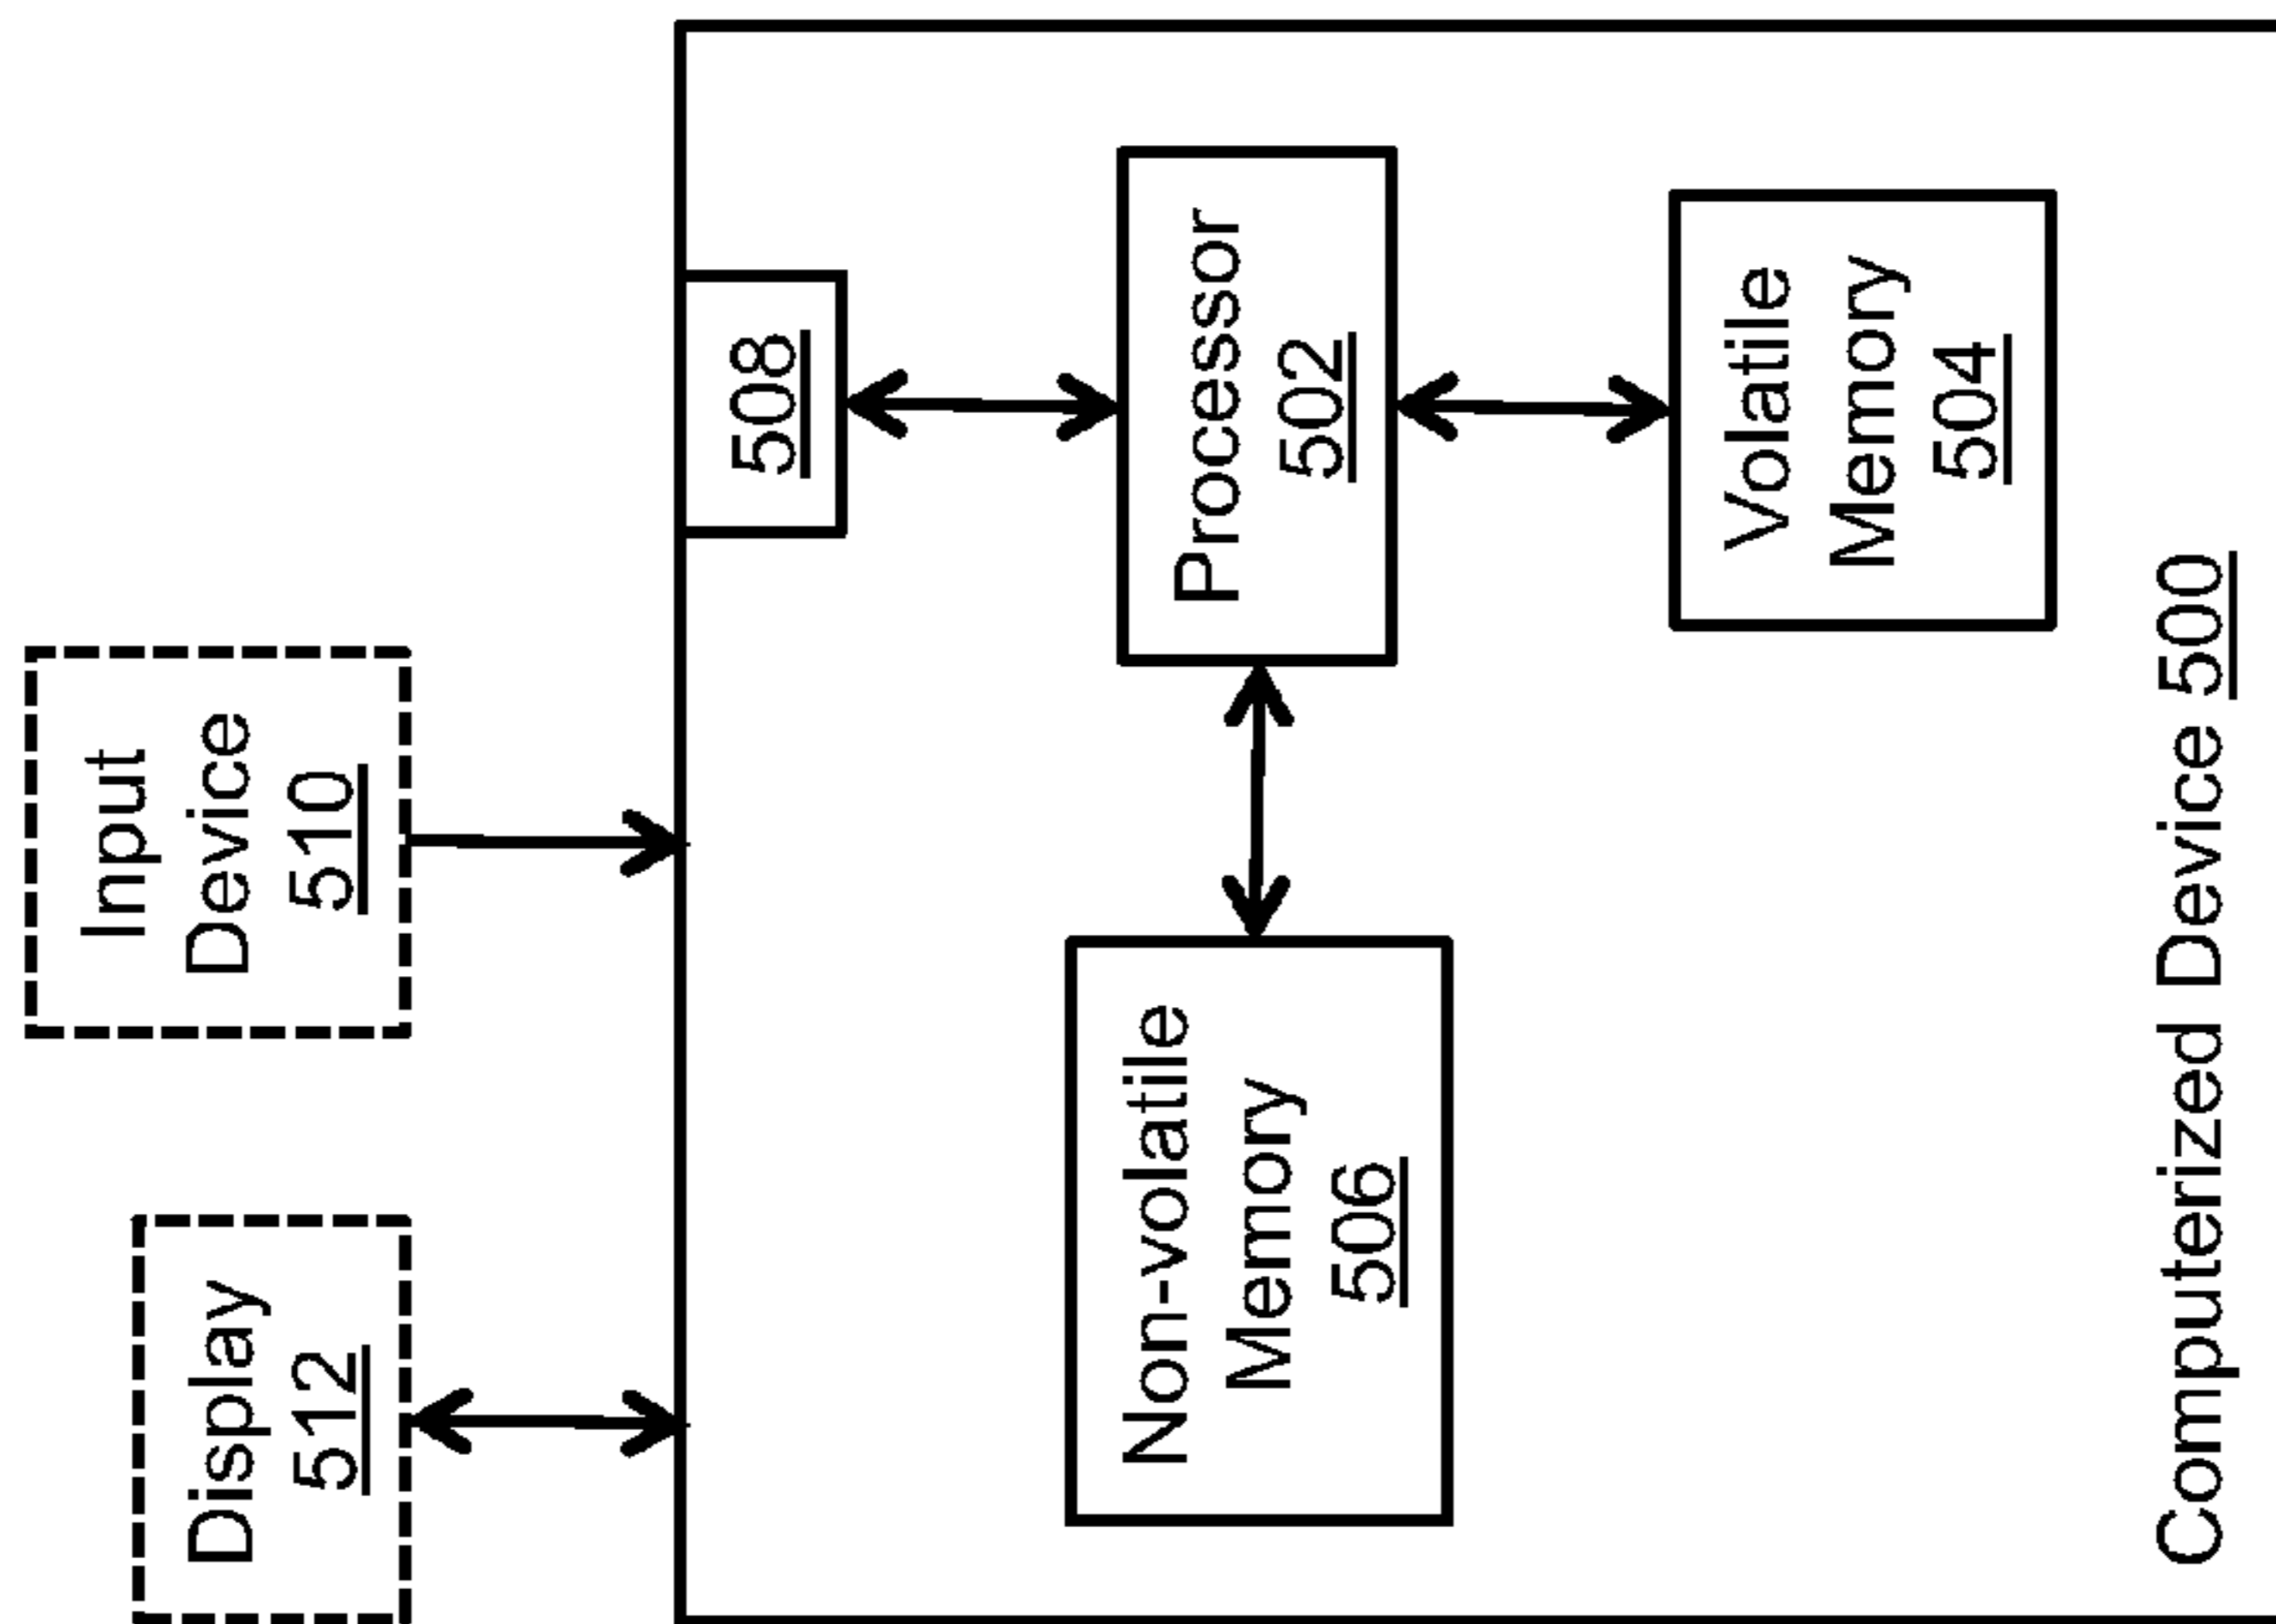 Display
512
Input
Device
510
508
Non-volatile
Memory
506
Processor
502
Volatile
Memory
504
Computerized Device 500